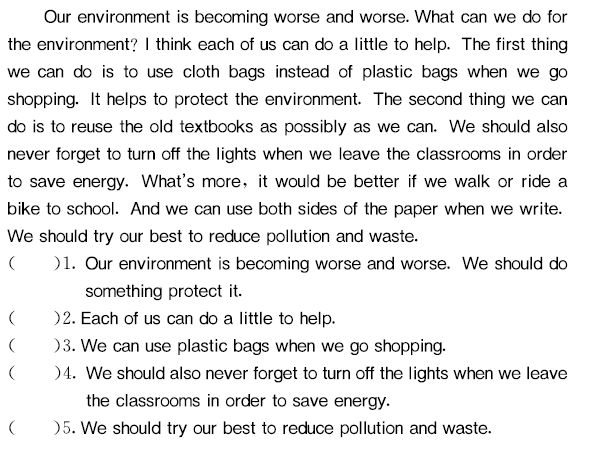 Our environment is becoming worse and worse. What can we do for
the environment? I think each of us can do a little to help. The first thing
we can do is to use cloth bags instead of plastic bags when we go
shopping. It helps to protect the environment. The second thing we can
do is to reuse the old textbooks as possibly as we can. We should also
never forget to turn off the lights when we leave the classrooms in order
to save energy. What's more, it would be better if we walk or ride a
bike to school. And we can use both sides of the paper when we write.
We should try our best to reduce pollution and waste.
( )1. Our environment is becoming worse and worse. We should do
something protect it.
( )2. Each of us can do a little to help.
( )3. We can use plastic bags when we go shopping.
( )4. We should also never forget to turn off the lights when we leave
the classrooms in order to save energy.
( )5. We should try our best to reduce pollution and waste.